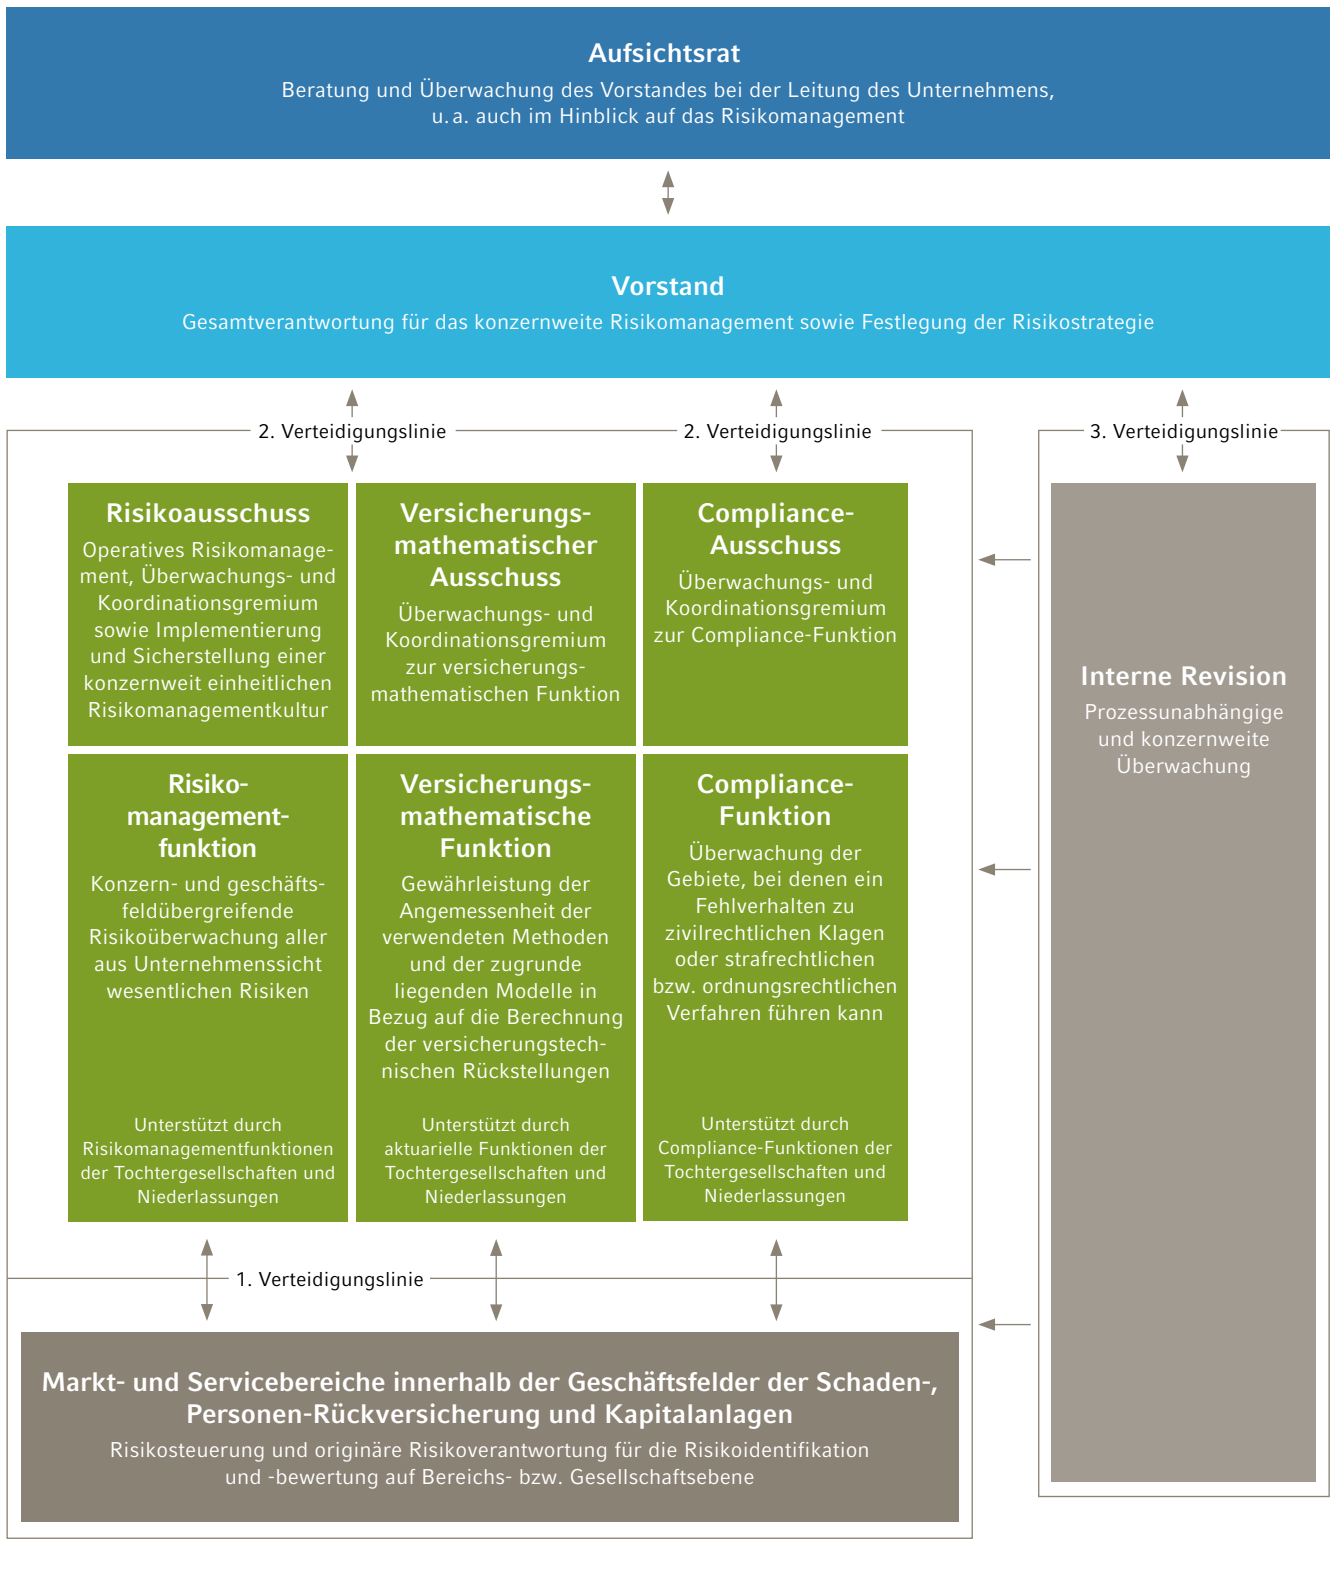 Aufsichtsrat
Beratung und Überwachung des Vorstandes bei der Leitung des Unternehmens,
u. a. auch im Hinblick auf das Risikomanagement
Vorstand
Gesamtverantwortung für das konzernweite Risikomanagement sowie Festlegung der Risikostrategie
2. Verteidigungslinie
2. Verteidigungslinie
3. Verteidigungslinie
Risikoausschuss
Operatives Risikomanage-
ment, Überwachungs- und
Koordinationsgremium
sowie Implementierung
und Sicherstellung einer
konzernweit einheitlichen
Risikomanagementkultur
Versicherungs-
mathematischer
Ausschuss
Überwachungs- und
Koordinationsgremium
zur versicherungs-
mathematischen Funktion
Compliance-
Ausschuss
Überwachungs- und
Koordinationsgremium
zur Compliance-Funktion
Interne Revision
Prozessunabhängige
und konzernweite
Überwachung
Risiko-
management-
funktion
Konzern- und geschäfts-
feldübergreifende
Risikoüberwachung aller
aus Unternehmenssicht
wesentlichen Risiken
Unterstützt durch
Risikomanagementfunktionen
der Tochtergesellschaften und
Niederlassungen
Versicherungs-
mathematische
Funktion
Gewährleistung der
Angemessenheit der
verwendeten Methoden
und der zugrunde
liegenden Modelle in
Bezug auf die Berechnung
der versicherungstech-
nischen Rückstellungen
Unterstützt durch
aktuarielle Funktionen der
Tochtergesellschaften und
Niederlassungen
Compliance-
Funktion
Überwachung der
Gebiete, bei denen ein
Fehlverhalten zu
zivilrechtlichen Klagen
oder strafrechtlichen
bzw. ordnungsrechtlichen
Verfahren führen kann
Unterstützt durch
Compliance-Funktionen der
Tochtergesellschaften und
Niederlassungen
1. Verteidigungslinie
Markt- und Servicebereiche innerhalb der Geschäftsfelder der Schaden-,
Personen-Rückversicherung und Kapitalanlagen
Risikosteuerung und originäre Risikoverantwortung für die Risikoidentifikation
und -bewertung auf Bereichs- bzw. Gesellschaftsebene